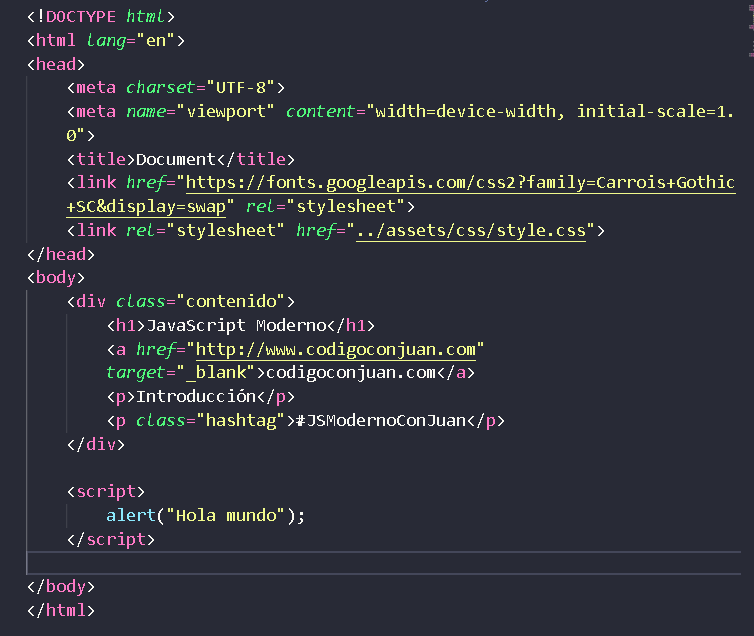 <!DOCTYPE html>
<html lang="en">
<head>
    <meta charset="UTF-8">
    <meta name="viewport" content="width=device-width, initial-scale=1.
    0">
    <title>Document</title>
    <link href="https://fonts.googleapis.com/css2?family=Carrois+Gothic
    +SC&display=swap" rel="stylesheet">
    <link rel="stylesheet" href="../assets/css/style.css">
</head>
<body>
    <div class="contenido">
        <h1>JavaScript Moderno</h1>
        <a href="http://www.codigoconjuan.com"
        target="_blank">codigoconjuan.com</a>
        <p>Introducción</p>
        <p class="hashtag">#JSModernoConJuan</p>
    </div>

    <script>
        alert("Hola mundo");
    </script>

</body>
</html>